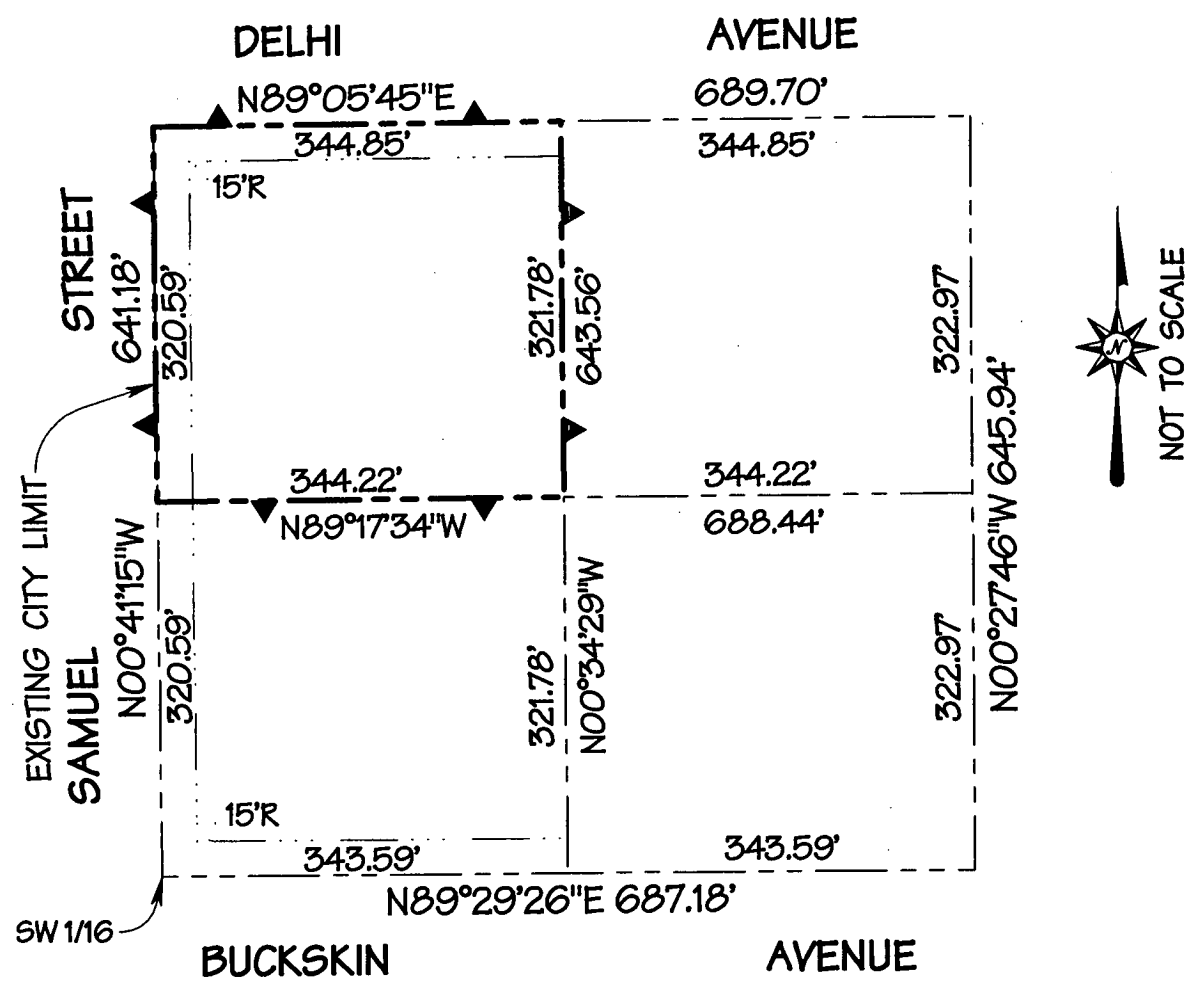 DELHI AVENUE
N89°05'45"E 689.70'
344.85' 344.85'
15'R
STREET
641.18'
320.59'
321.78'
643.56'
322.97'
N
NOT TO SCALE
344.22' 344.22'
N89°17'34"W 688.44'
EXISTING CITY LIMIT
SAMUEL
N00°41'15"W
320.59'
321.78'
N00°34'29"W
322.97'
N00°27'46"W 645.94'
15'R
343.59' 343.59'
N89°29'26"E 687.18'
SW 1/16
BUCKSKIN AVENUE